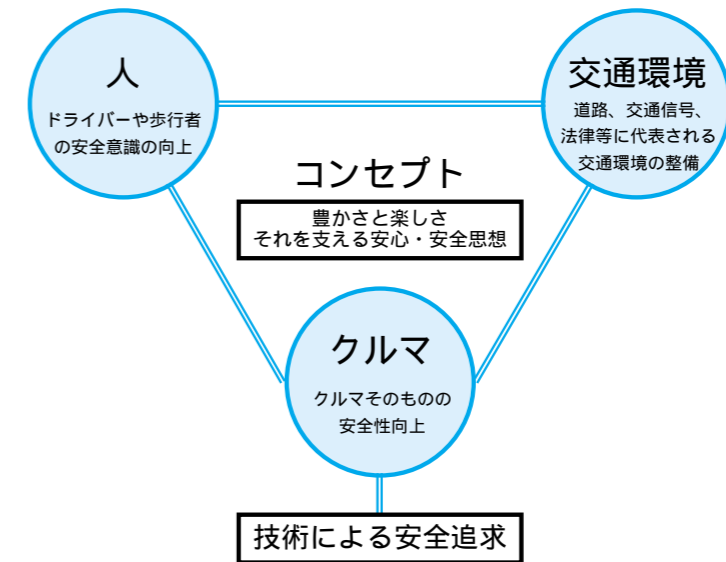 人
ドライバーや歩行者
の安全意識の向上
交通環境
道路、交通信号、
法律等に代表される
交通環境の整備
コンセプト
豊かさと楽しさ
それを支える安心・安全思想
クルマ
クルマそのものの
安全性向上
技術による安全追求